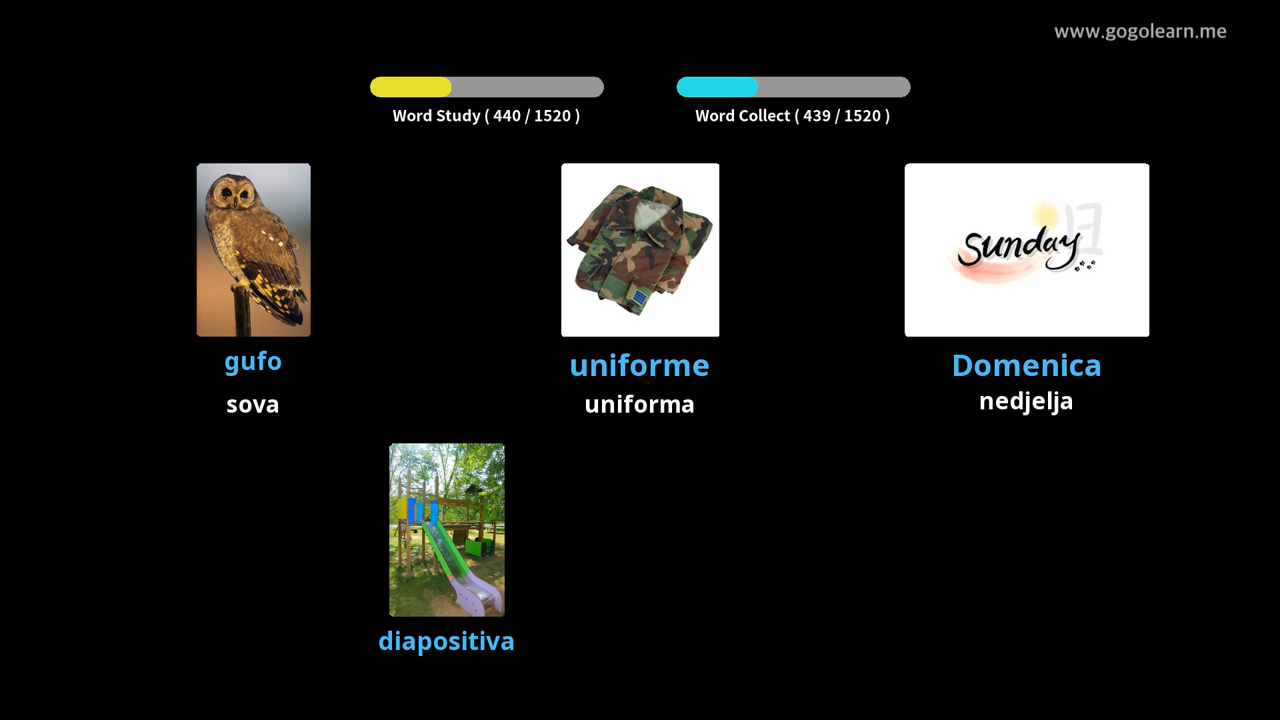 www.gogolearn.me
Word Study ( 440 / 1520 )
Word Collect ( 439 / 1520 )
Sunday
日
gufo
uniforme
Domenica
sova
uniforma
nedjelja
diapositiva